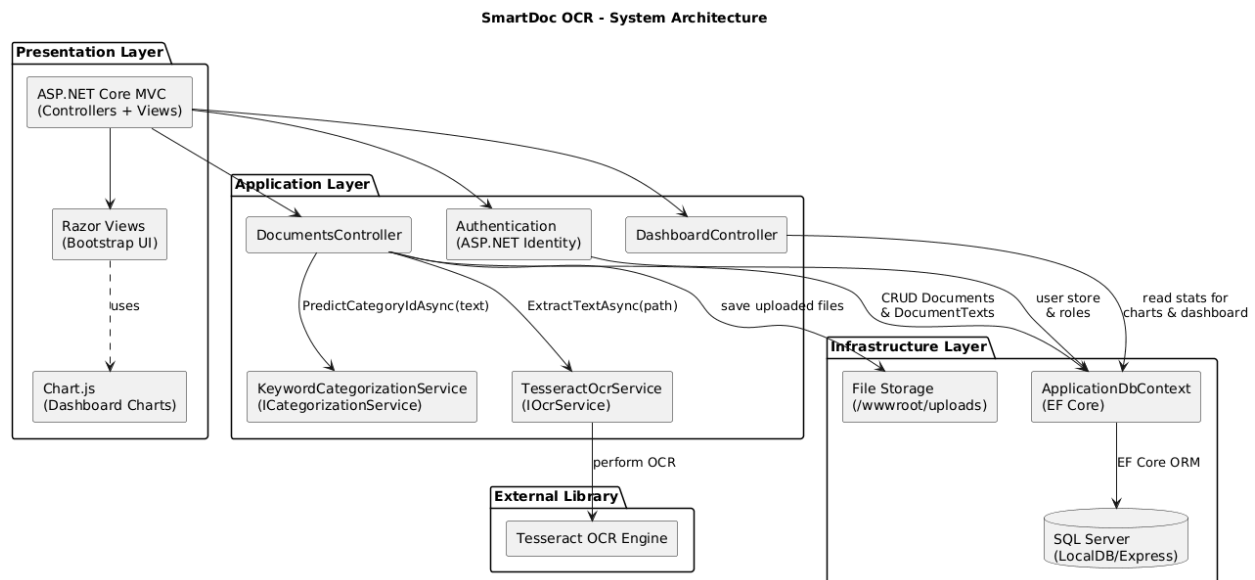 SmartDoc OCR - System Architecture
Presentation Layer
ASP.NET Core MVC
(Controllers + Views)
Razor Views
(Bootstrap UI)
uses
Chart.js
(Dashboard Charts)
Application Layer
DocumentsController
Authentication
(ASP.NET Identity)
DashboardController
PredictCategoryIdAsync(text)
ExtractTextAsync(path)
save uploaded files
CRUD Documents
& DocumentTexts
user store
& roles
read stats for
charts & dashboard
KeywordCategorizationService
(ICategorizationService)
TesseractOcrService
(IOcrService)
perform OCR
External Library
Tesseract OCR Engine
Infrastructure Layer
File Storage
(/wwwroot/uploads)
ApplicationDbContext
(EF Core)
EF Core ORM
SQL Server
(LocalDB/Express)